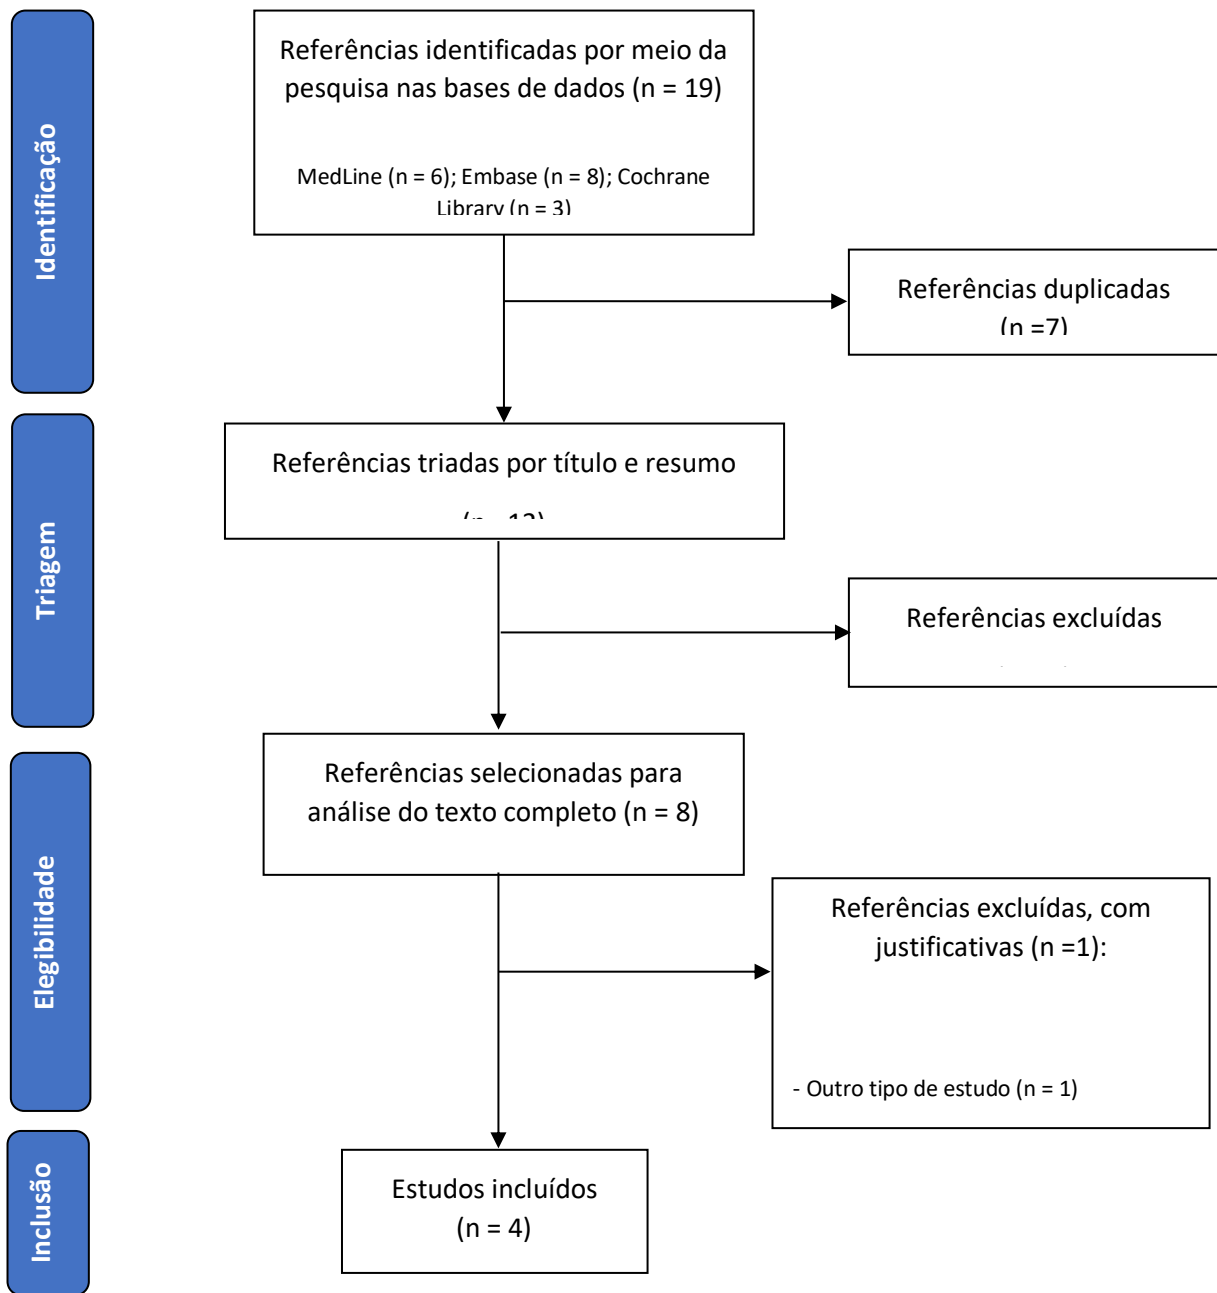 Identificação
Referências identificadas por meio da
pesquisa nas bases de dados (n = 19)
MedLine (n = 6); Embase (n = 8); Cochrane
Library (n = 3)
Referências duplicadas
(n =7)
Triagem
Referências triadas por título e resumo
Referências excluídas
Elegibilidade
Referências selecionadas para
análise do texto completo (n = 8)
Referências excluídas, com
justificativas (n =1):
- Outro tipo de estudo (n = 1)
Inclusão
Estudos incluídos
(n = 4)